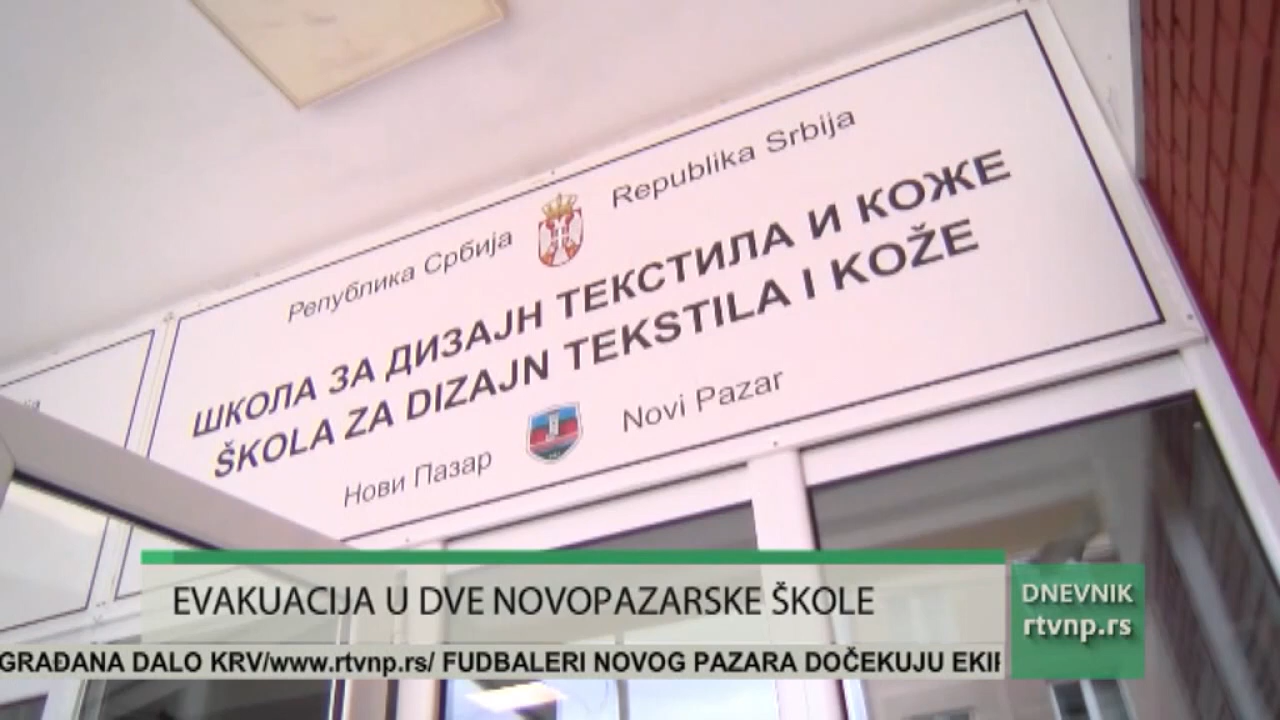 Република Србија
Republika Srbija
ШКОЛА ЗА ДИЗАЈН ТЕКСТИЛА И КОЖЕ
ŠKOLA ZA DIZAJN TEKSTILA I KOŽE
Нови Пазар
Novi Pazar
EVAKUACIJA U DVE NOVOPAZARSKE ŠKOLE
DNEVNIK
rtvnp.rs
GRAĐANA DALO KRV/www.rtvnp.rs/ FUDBALERI NOVOG PAZARA DOČEKUJU